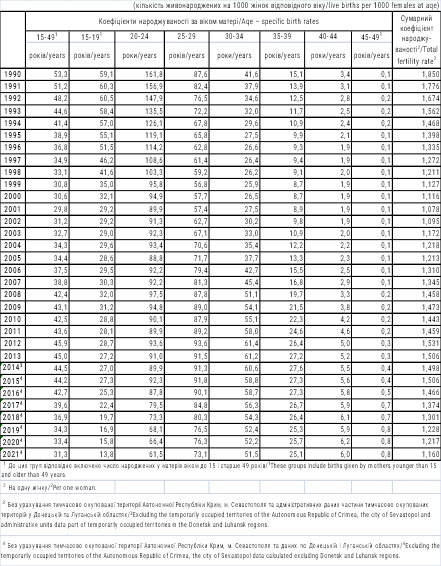 (кількість живонароджених на 1000 жінок відповідного віку/live births per 1000 females at age)
Коефіцієнти народжуваності за віком матері/Age – specific birth rates
Сумарний коефіцієнт народжу-ваності²/Total fertility rate²
15-49¹ 15-19¹ 20-24 25-29 30-34 35-39 40-44 45-49¹
років/years років/years роки/years років/years роки/years років/years роки/years років/years
1990 53,3 59,1 161,8 87,6 41,6 15,1 3,4 0,1 1,850
1991 51,2 60,3 156,9 82,4 37,9 13,9 3,1 0,1 1,776
1992 48,2 60,5 147,9 76,5 34,6 12,5 2,8 0,1 1,674
1993 44,6 58,4 135,5 72,2 32,0 11,7 2,5 0,2 1,562
1994 41,4 57,0 126,1 67,8 29,6 10,9 2,4 0,2 1,468
1995 38,9 55,1 119,1 65,8 27,5 9,9 2,1 0,1 1,398
1996 36,8 51,5 114,2 62,8 26,6 9,3 1,9 0,1 1,335
1997 34,9 46,2 108,6 61,4 26,4 9,4 1,9 0,1 1,272
1998 33,1 41,6 103,3 59,2 26,2 9,1 2,0 0,1 1,211
1999 30,8 35,0 95,8 56,8 25,9 8,7 1,9 0,1 1,127
2000 30,6 32,1 94,9 57,7 26,5 8,7 1,9 0,1 1,116
2001 29,8 29,2 89,9 57,4 27,5 8,9 1,9 0,1 1,078
2002 31,2 29,2 91,3 62,7 30,2 9,8 1,9 0,1 1,095
2003 32,7 29,0 92,3 67,1 33,0 10,9 2,0 0,1 1,172
2004 34,3 29,6 93,4 70,6 35,4 12,2 2,2 0,1 1,218
2005 34,4 28,6 88,8 71,7 37,7 13,3 2,3 0,1 1,213
2006 37,5 29,5 92,2 79,4 42,7 15,5 2,5 0,1 1,310
2007 38,8 30,3 92,2 81,3 45,4 16,8 2,9 0,1 1,345
2008 42,4 32,0 97,5 87,8 51,1 19,7 3,3 0,2 1,458
2009 43,1 31,2 94,8 89,0 54,1 21,5 3,8 0,2 1,473
2010 42,5 28,8 90,1 87,9 55,1 22,3 4,2 0,2 1,443
2011 43,6 28,1 89,9 89,2 58,0 24,6 4,6 0,2 1,459
2012 45,9 28,7 93,6 93,6 61,4 26,4 5,0 0,3 1,531
2013 45,0 27,2 91,0 91,5 61,2 27,2 5,2 0,3 1,506
2014³ 44,5 27,0 89,9 91,3 60,6 27,6 5,5 0,4 1,498
2015⁴ 44,2 27,3 92,3 91,8 58,8 27,3 5,6 0,4 1,506
2016⁴ 42,7 25,2 87,8 90,1 58,7 27,3 5,8 0,5 1,466
2017⁴ 39,6 22,4 79,5 84,8 56,3 26,7 5,9 0,7 1,374
2018⁴ 36,9 19,7 73,3 80,3 54,3 26,4 6,1 0,7 1,301
2019⁴ 34,3 16,9 68,1 76,5 52,4 25,3 5,9 0,8 1,228
2020⁴ 33,4 15,8 66,4 76,3 52,2 25,2 6,2 0,8 1,217
2021⁴ 31,3 13,8 61,5 73,1 51,5 25,1 6,0 0,8 1,160
¹ До цих груп відповідно включено число народжених у матерів віком до 15 і старше 49 років/¹These groups include births given by mothers younger than 15
and older than 49 years.
² На одну жінку/²Per one woman.
³ Без урахування тимчасово окупованої території Автономної Республіки Крим, м. Севастополя та адміністративних даних частини тимчасово окупованих
територій у Донецькій та Луганській областях/³Excluding the temporarily occupied territories of the Autonomous Republic of Crimea, the city of Sevastopol and
administrative units data part of temporarily occupied territories in the Donetsk and Luhansk regions.
⁴ Без урахування тимчасово окупованої території Автономної Республіки Крим, м. Севастополя та даних по Донецькій і Луганській областях/⁴Excluding the
temporarily occupied territories of the Autonomous Republic of Crimea, the city of Sevastopol data calculated excluding Donetsk and Luhansk regions.